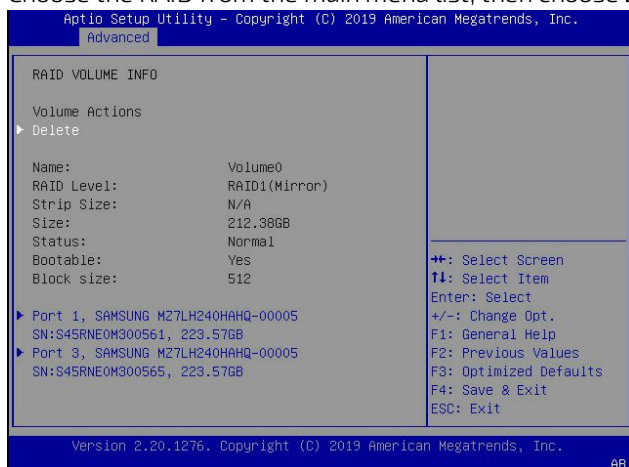 Choose the RAID from the main menu list, then choose
Aptio Setup Utility – Copyright (C) 2019 American Megatrends, Inc.
Advanced
RAID VOLUME INFO
Volume Actions
Delete
Name: Volume0
RAID Level: RAID1(Mirror)
Strip Size: N/A
Size: 212.38GB
Status: Normal
Bootable: Yes
Block size: 512
Port 1, SAMSUNG MZ7LH240HAHQ-00005
SN:S45RNE0M300561, 223.57GB
Port 3, SAMSUNG MZ7LH240HAHQ-00005
SN:S45RNE0M300565, 223.57GB
→←: Select Screen
↑↓: Select Item
Enter: Select
+/-: Change Opt.
F1: General Help
F2: Previous Values
F3: Optimized Defaults
F4: Save & Exit
ESC: Exit
Version 2.20.1276. Copyright (C) 2019 American Megatrends, Inc.
AB